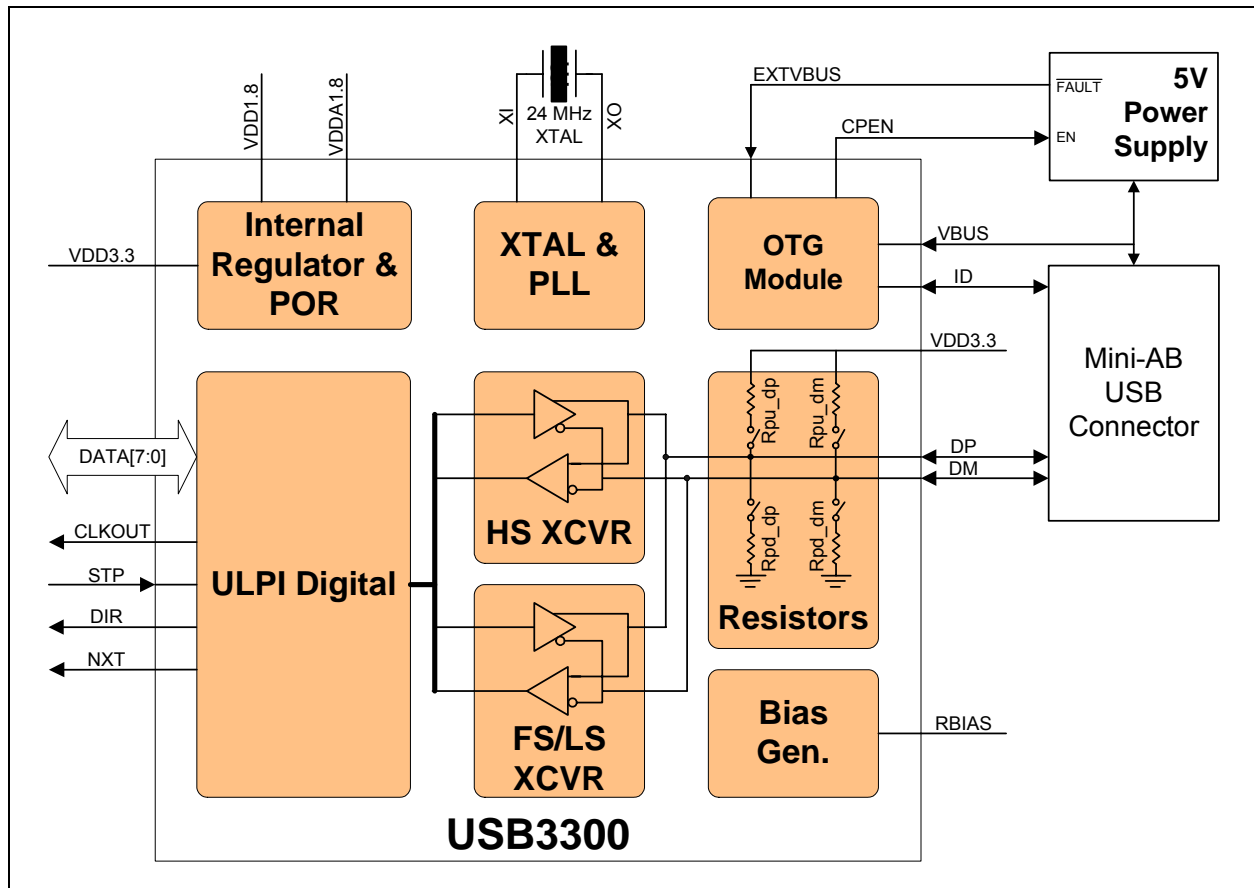 VDD1.8
VDDA1.8
XI
24 MHz
XTAL
XO
EXTVBUS
CPEN
FAULT
EN
5V
Power
Supply
VDD3.3
Internal
Regulator &
POR
XTAL &
PLL
OTG
Module
VBUS
ID
VDD3.3
Mini-AB
USB
Connector
Rpu_dp
Rpu_dm
DP
DM
Rpd_dp
Rpd_dm
Resistors
DATA[7:0]
CLKOUT
STP
DIR
NXT
ULPI Digital
HS XCVR
FS/LS
XCVR
Bias
Gen.
RBIAS
USB3300